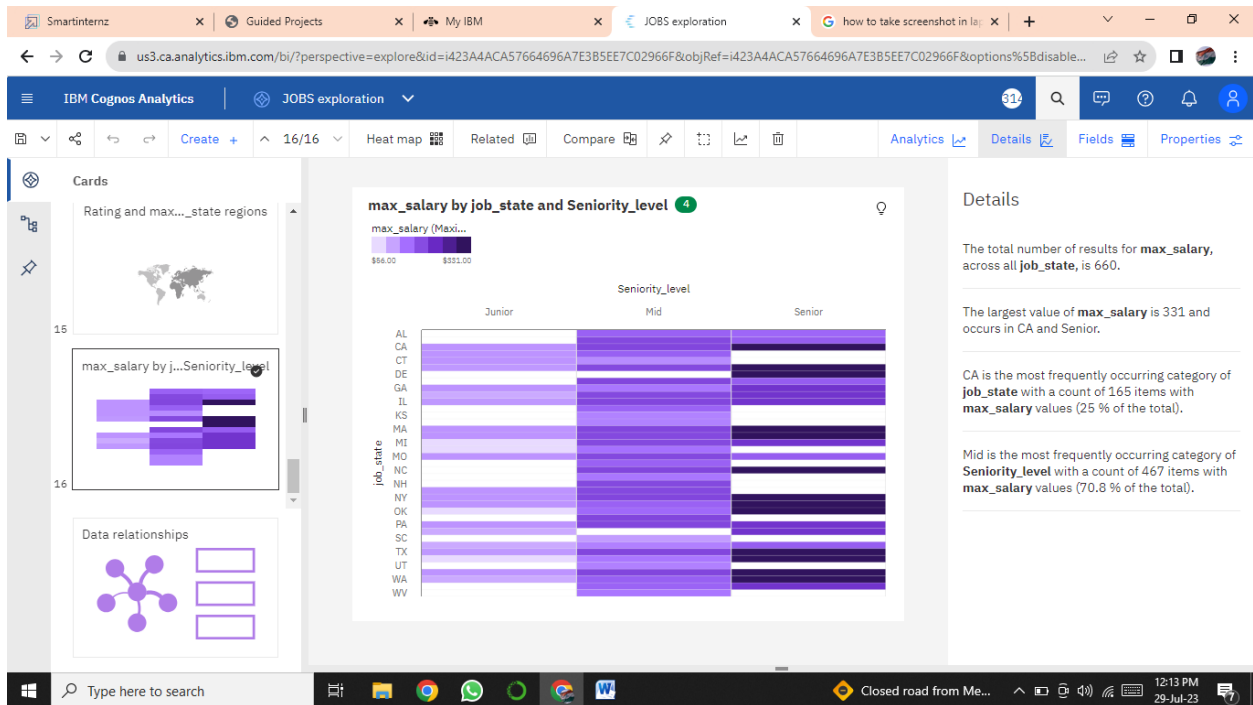 Smartinternz
Guided Projects
My IBM
JOBS exploration
how to take screenshot in lap
us3.ca.analytics.ibm.com/bi/?perspective=explore&id=i423A4ACA57664696A7E3B5EE7C02966F&objRef=i423A4ACA57664696A7E3B5EE7C02966F&options%5Bdisable...
IBM Cognos Analytics
JOBS exploration
314
Create +
16/16
Heat map
Related
Compare
Analytics
Details
Fields
Properties
Cards
Rating and max..._state regions
15
max_salary by j...Seniority_level
16
Data relationships
max_salary by job_state and Seniority_level 4
max_salary (Maxi...
$56.00 $331.00
Seniority_level
Junior Mid Senior
job_state
AL
CA
CT
DE
GA
IL
KS
MA
MI
MO
NC
NH
NY
OK
PA
SC
TX
UT
WA
WV
Details
The total number of results for max_salary,
across all job_state, is 660.
The largest value of max_salary is 331 and
occurs in CA and Senior.
CA is the most frequently occurring category of
job_state with a count of 165 items with
max_salary values (25 % of the total).
Mid is the most frequently occurring category of
Seniority_level with a count of 467 items with
max_salary values (70.8 % of the total).
Type here to search
Closed road from Me...
12:13 PM
29-Jul-23
7